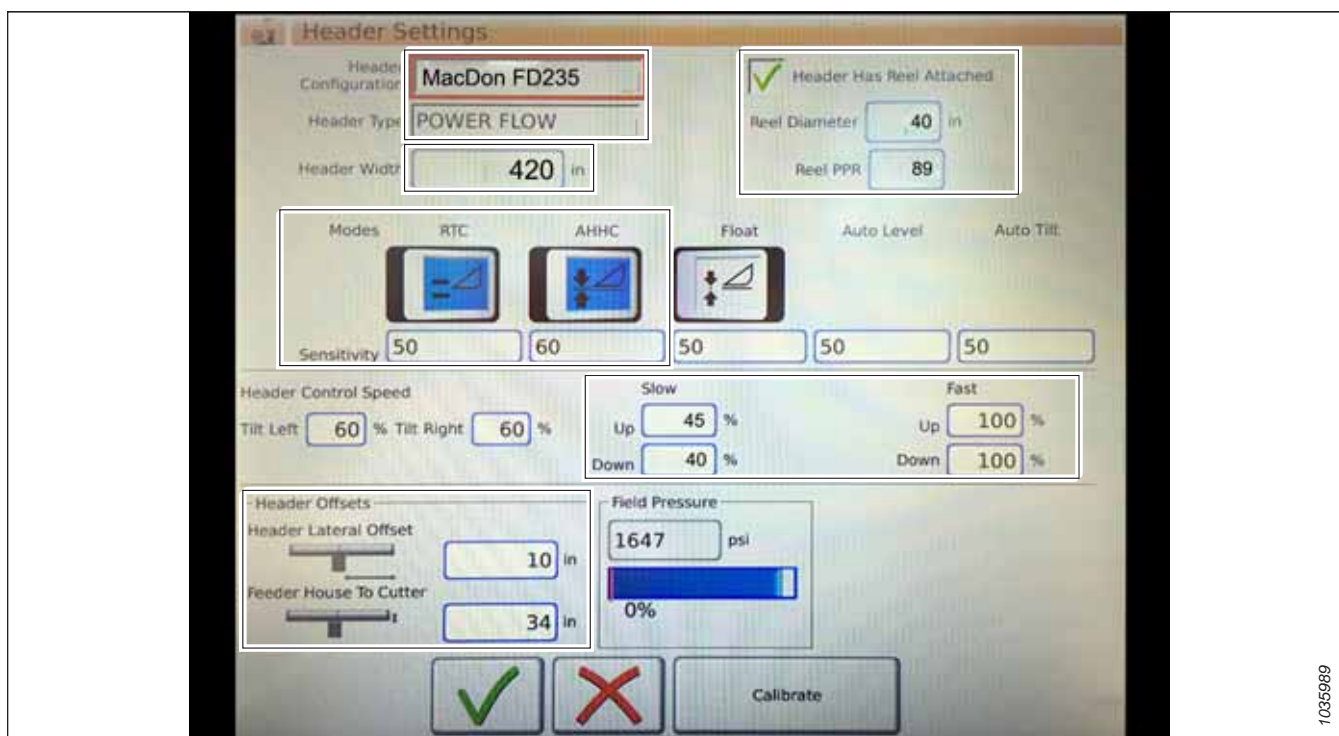 Header Settings
Header Configuration MacDon FD235
Header Type POWER FLOW
Header Width 420 in
Header Has Reel Attached
Reel Diameter 40 in
Reel PPR 89
Modes RTC AHHC Float Auto Level Auto Tilt
Sensitivity 50 60 50 50 50
Header Control Speed
Tilt Left 60 % Tilt Right 60 %
Slow Fast
Up 45 % Up 100 %
Down 40 % Down 100 %
Header Offsets
Header Lateral Offset
10 in
Feeder House To Cutter
34 in
Field Pressure
1647 psi
0%
Calibrate
1035989